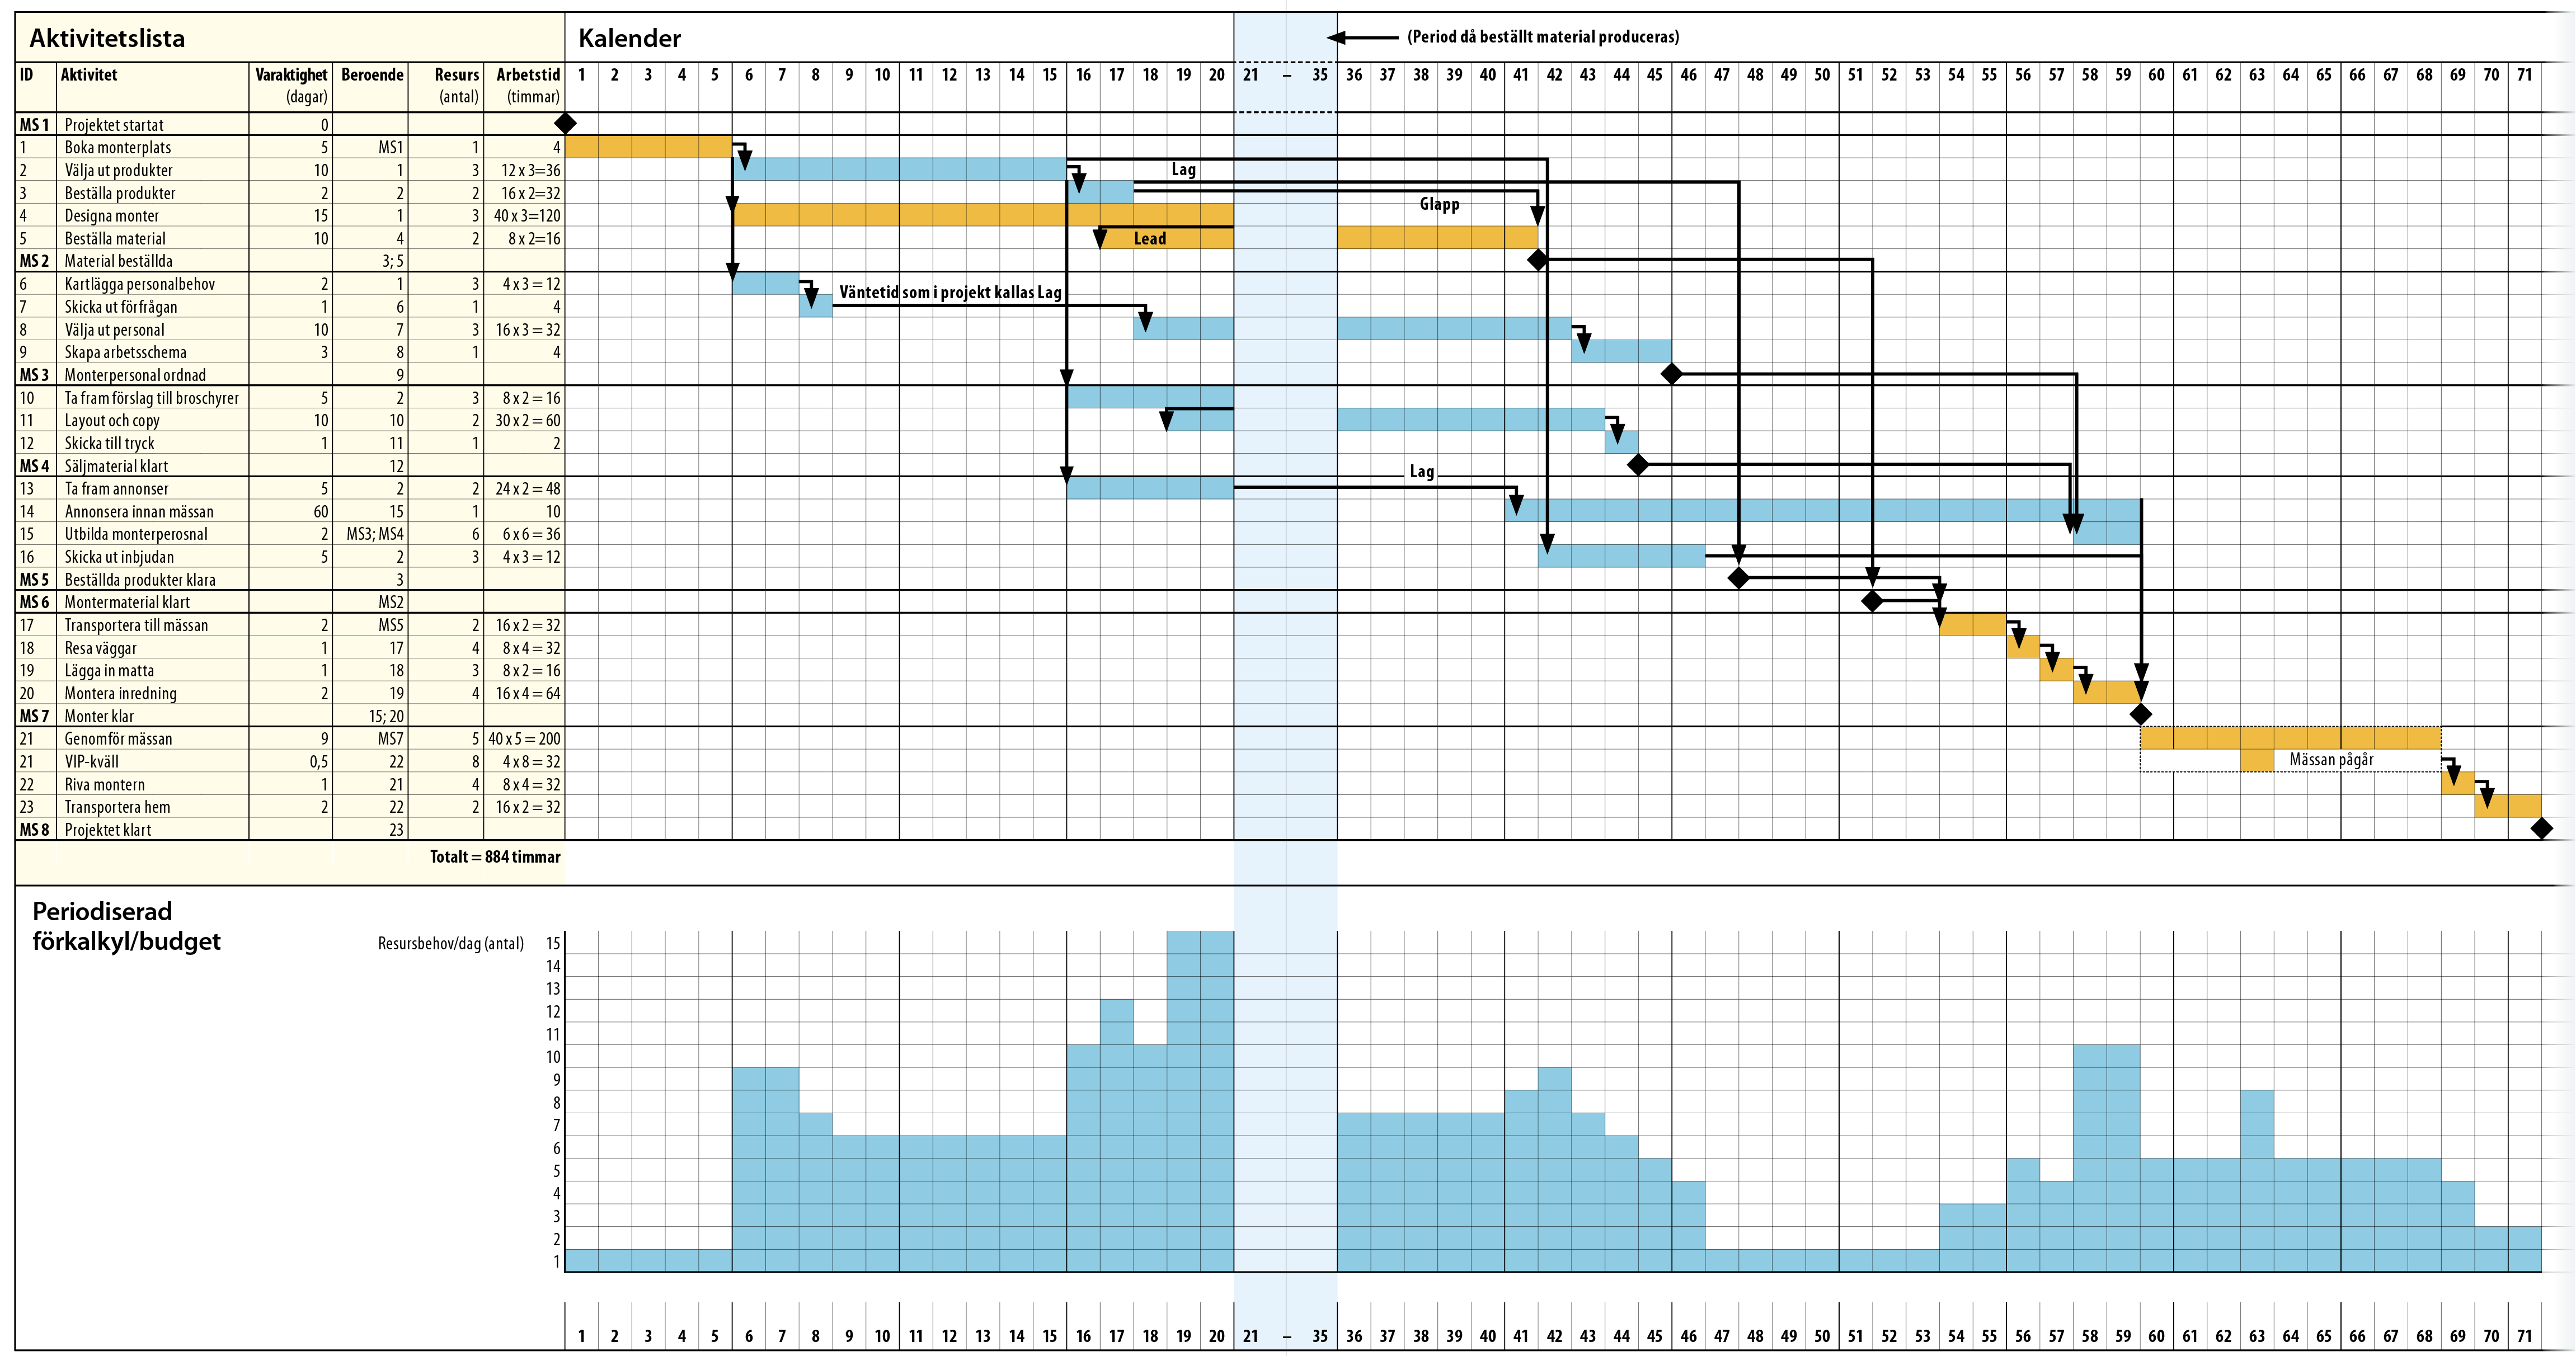 Aktivitetslista
Kalender
(Period då beställt material produceras)
ID Aktivitet Varaktighet Beroende Resurs Arbetstid 1 2 3 4 5 6 7 8 9 10 11 12 13 14 15 16 17 18 19 20 21 – 35 36 37 38 39 40 41 42 43 44 45 46 47 48 49 50 51 52 53 54 55 56 57 58 59 60 61 62 63 64 65 66 67 68 69 70 71
(dagar) (antal) (timmar)
MS 1 Projektet startat 0
1 Boka monterplats 5 MS1 1 4
2 Välja ut produkter 10 1 3 12 x 3=36 Lag
3 Beställa produkter 2 2 2 16 x 2=32
4 Designa monter 15 1 3 40 x 3=120 Glapp
5 Beställa material 10 4 2 8 x 2=16 Lead
MS 2 Material beställda 3; 5
6 Kartlägga personalbehov 2 1 3 4 x 3 = 12
Väntetid som i projekt kallas Lag
7 Skicka ut förfrågan 1 6 1 4
8 Välja ut personal 10 7 3 16 x 3 = 32
9 Skapa arbetsschema 3 8 1 4
MS 3 Monterpersonal ordnad 9
10 Ta fram förslag till broschyrer 5 2 3 8 x 2 = 16
11 Layout och copy 10 10 2 30 x 2 = 60
12 Skicka till tryck 1 11 1 2
MS 4 Säljmaterial klart 12 Lag
13 Ta fram annonser 5 2 2 24 x 2 = 48
14 Annonsera innan mässan 60 15 1 10
15 Utbilda monterperosnal 2 MS3; MS4 6 6 x 6 = 36
16 Skicka ut inbjudan 5 2 3 4 x 3 = 12
MS 5 Beställda produkter klara 3
MS 6 Montermaterial klart MS2
17 Transportera till mässan 2 MS5 2 16 x 2 = 32
18 Resa väggar 1 17 4 8 x 4 = 32
19 Lägga in matta 1 18 3 8 x 2 = 16
20 Montera inredning 2 19 4 16 x 4 = 64
MS 7 Monter klar 15; 20
21 Genomför mässan 9 MS7 5 40 x 5 = 200
21 VIP-kväll 0,5 22 8 4 x 8 = 32 Mässan pågår
22 Riva montern 1 21 4 8 x 4 = 32
23 Transportera hem 2 22 2 16 x 2 = 32
MS 8 Projektet klart 23
Totalt = 884 timmar
Periodiserad
förkalkyl/budget
Resursbehov/dag (antal) 15
14
13
12
11
10
9
8
7
6
5
4
3
2
1
1 2 3 4 5 6 7 8 9 10 11 12 13 14 15 16 17 18 19 20 21 – 35 36 37 38 39 40 41 42 43 44 45 46 47 48 49 50 51 52 53 54 55 56 57 58 59 60 61 62 63 64 65 66 67 68 69 70 71